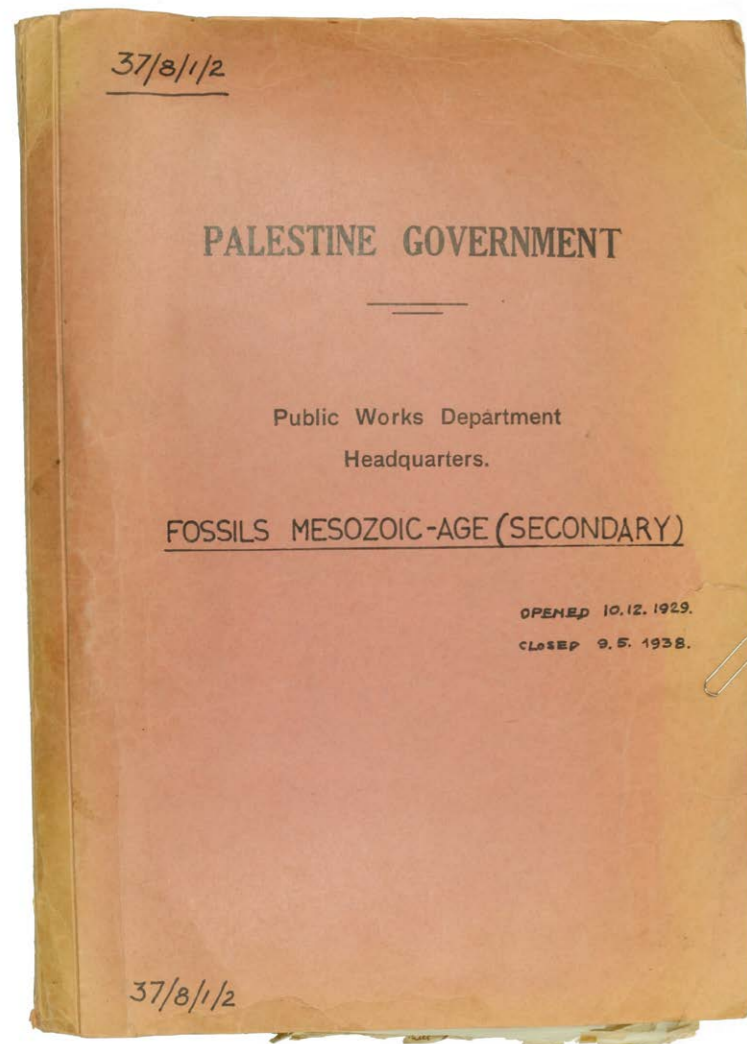 37/8/1/2
PALESTINE GOVERNMENT
Public Works Department
Headquarters.
FOSSILS MESOZOIC-AGE (SECONDARY)
OPENED 10.12.1929.
CLOSED 9.5.1938.
37/8/1/2